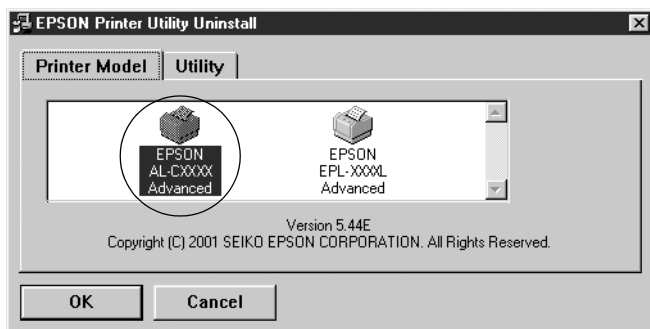 EPSON Printer Utility Uninstall
Printer Model
Utility
EPSON
AL-CXXXX
Advanced
EPSON
EPL-XXXXL
Advanced
Version 5.44E
Copyright (C) 2001 SEIKO EPSON CORPORATION. All Rights Reserved.
OK
Cancel